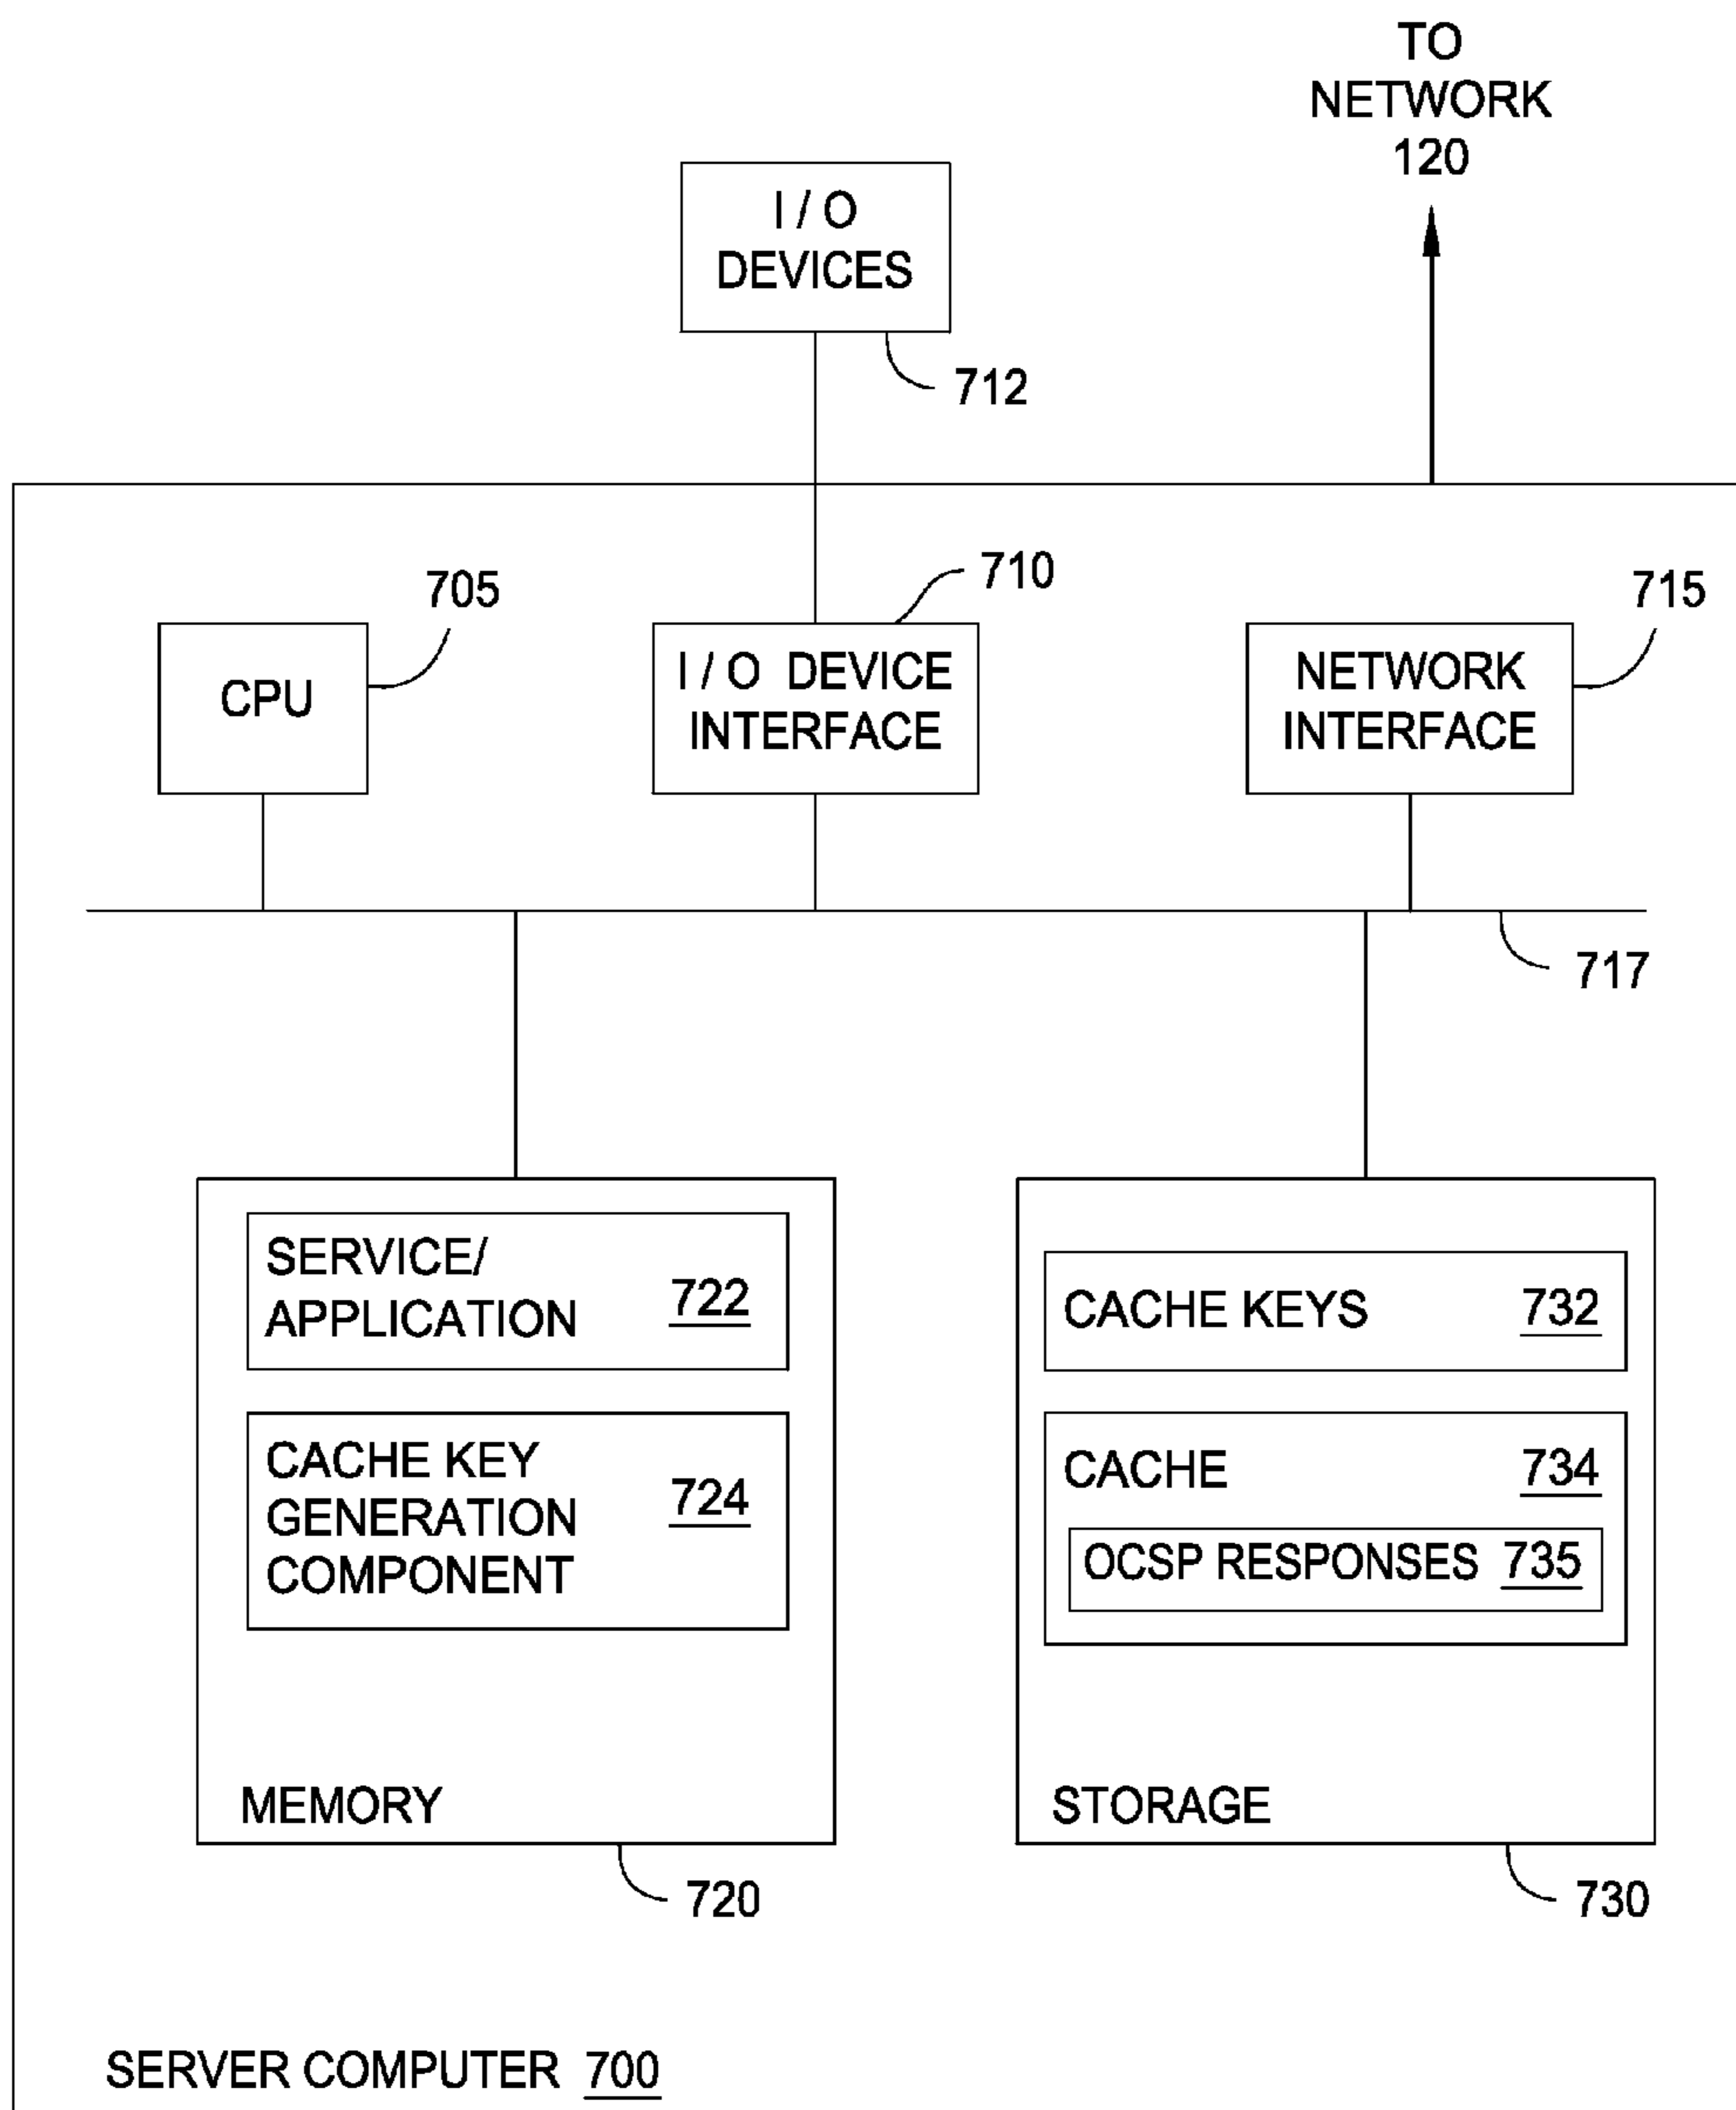 TO
NETWORK
120
I / O
DEVICES
712
705
710
715
CPU
I / O DEVICE
INTERFACE
NETWORK
INTERFACE
717
SERVICE/
APPLICATION
722
CACHE KEY
GENERATION
COMPONENT
724
MEMORY
720
CACHE KEYS 732
CACHE 734
OCSP RESPONSES 735
STORAGE
730
SERVER COMPUTER 700